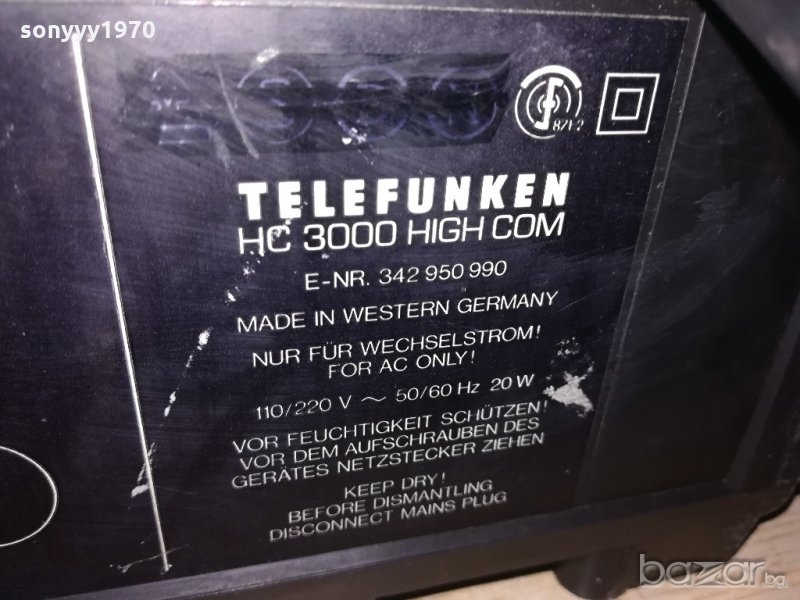 sonyyy1970
871-2
TELEFUNKEN
HC 3000 HIGH COM
E-NR. 342 950 990
MADE IN WESTERN GERMANY
NUR FÜR WECHSELSTROM!
FOR AC ONLY!
110/220 V ~ 50/60 Hz 20 W
VOR FEUCHTIGKEIT SCHÜTZEN!
VOR DEM AUFSCHRAUBEN DES
GERÄTES NETZSTECKER ZIEHEN
KEEP DRY!
BEFORE DISMANTLING
DISCONNECT MAINS PLUG
bazar.bg